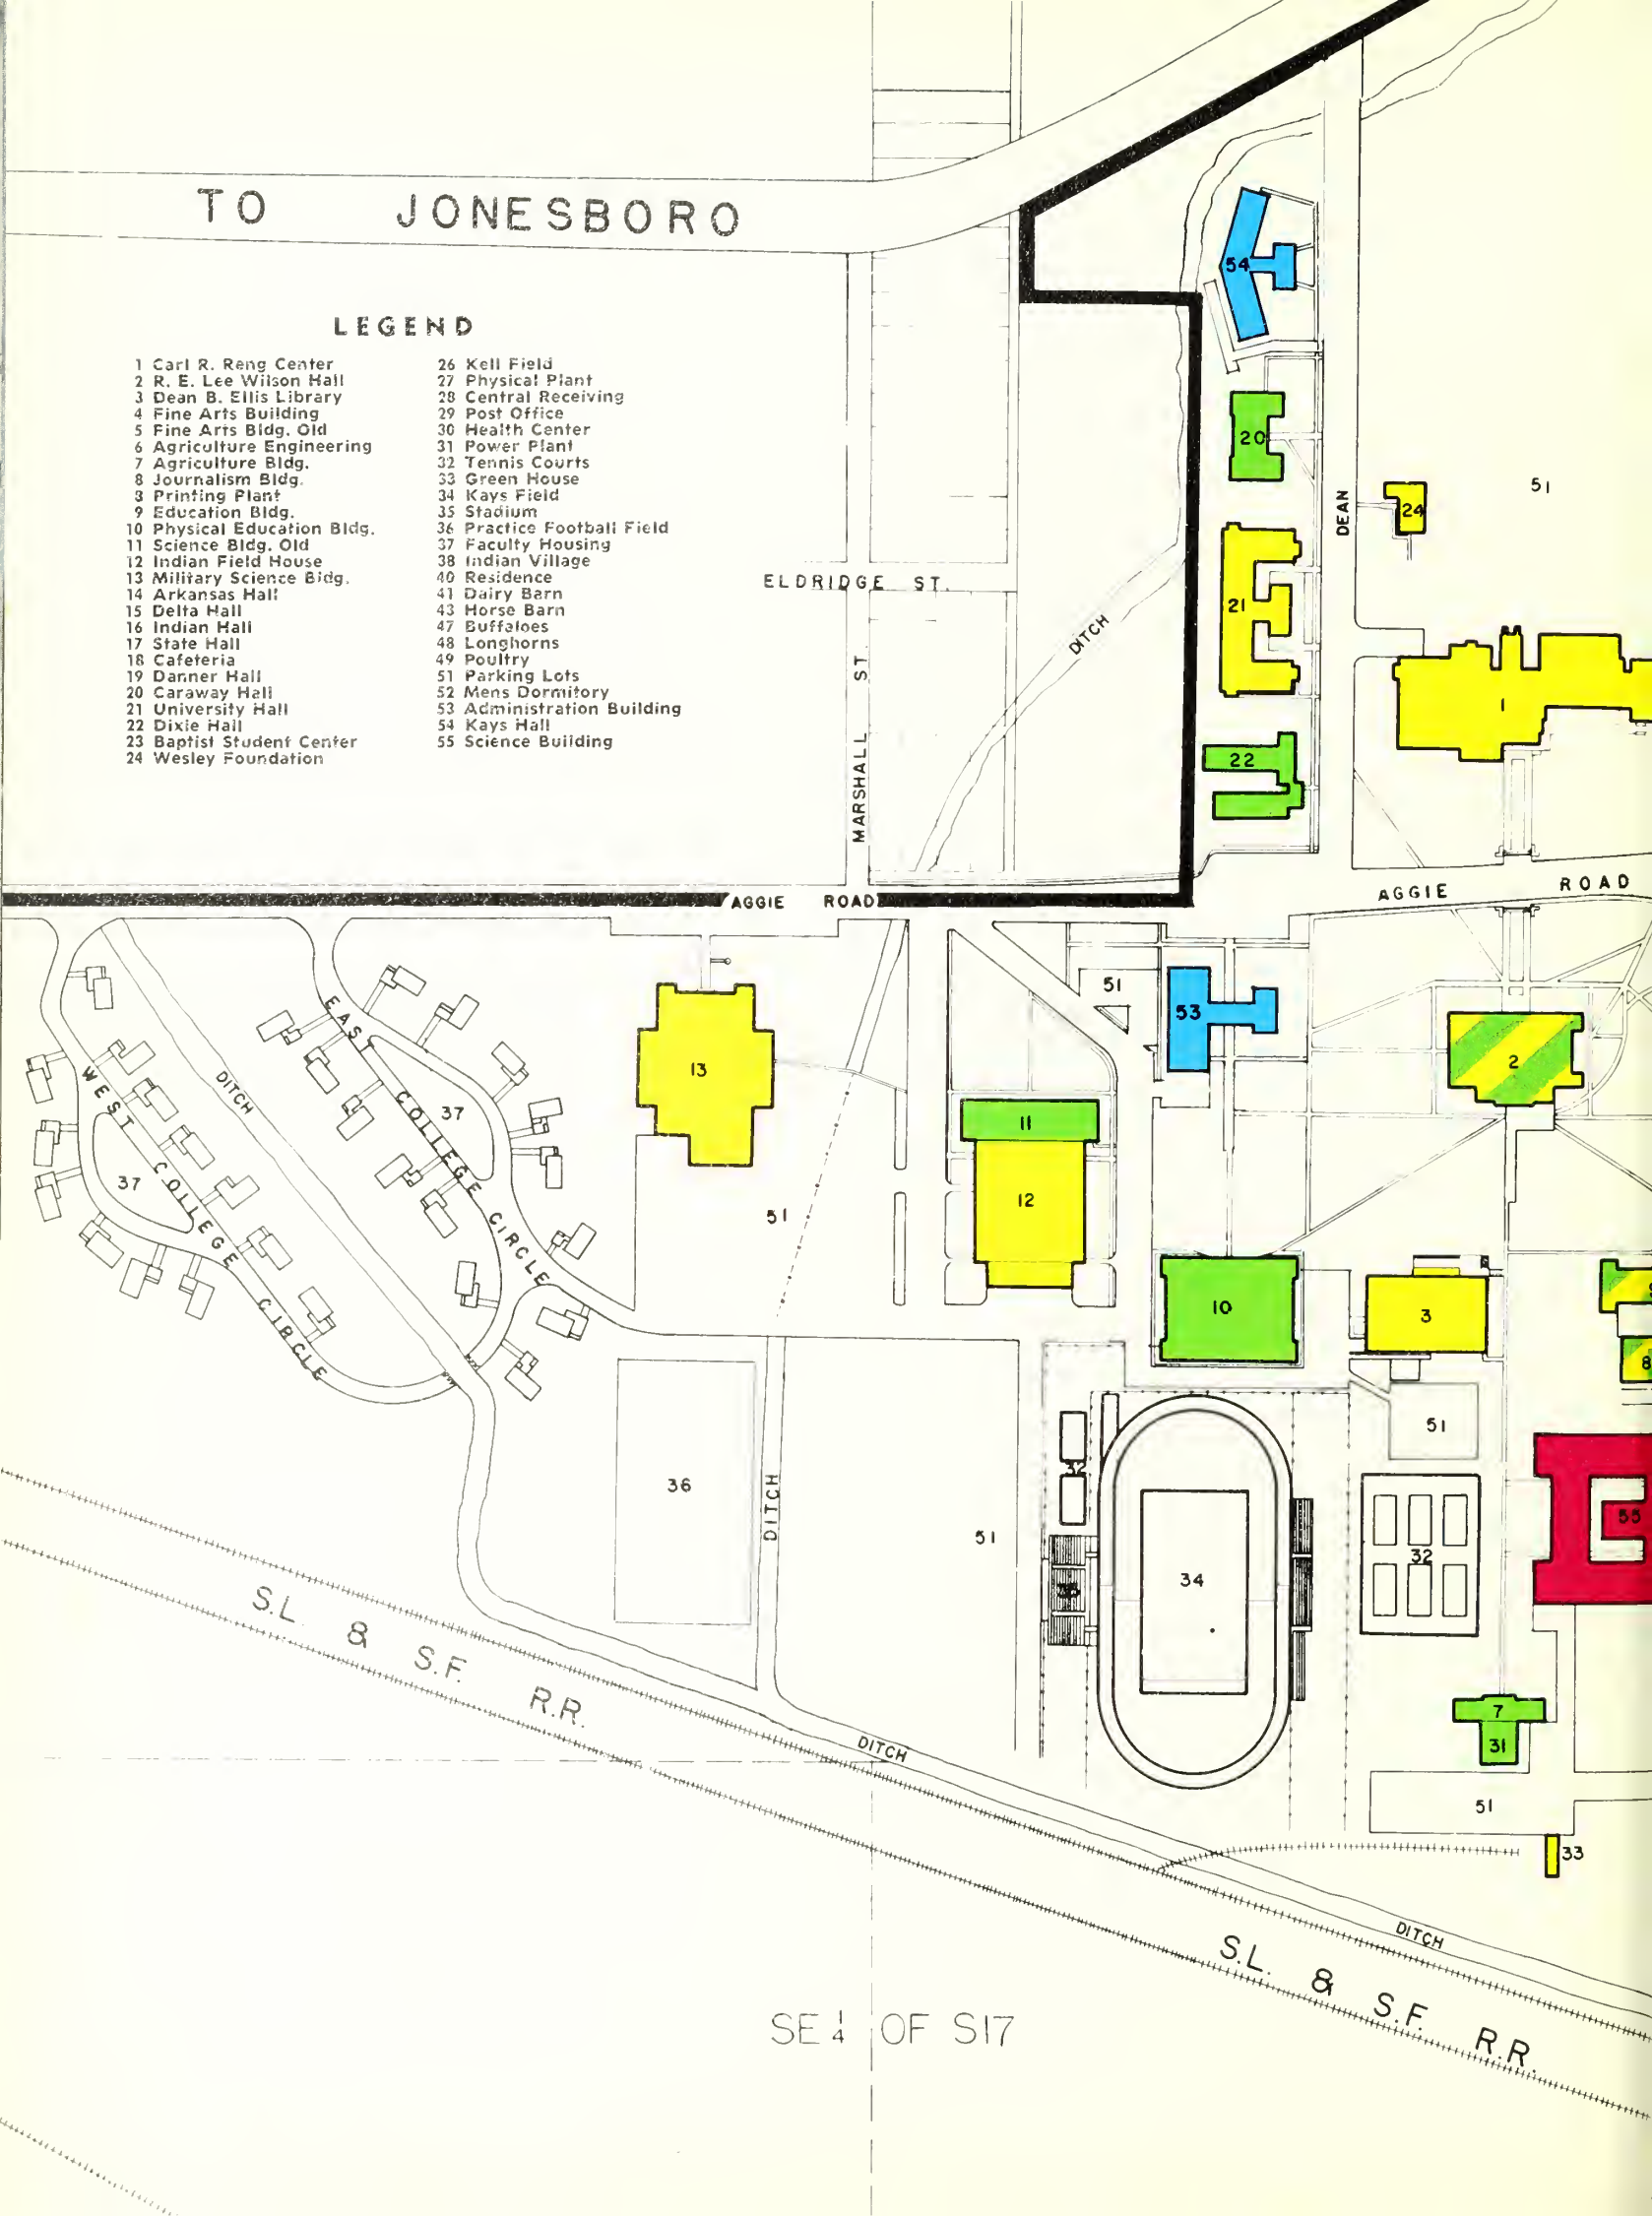 TO JONESBORO
LEGEND
1 Carl R. Reng Center
2 R. E. Lee Wilson Hall
3 Dean B. Ellis Library
4 Fine Arts Building
5 Fine Arts Bldg. Old
6 Agriculture Engineering
7 Agriculture Bldg.
8 Journalism Bldg.
3 Printing Plant
9 Education Bldg.
10 Physical Education Bldg.
11 Science Bldg. Old
12 Indian Field House
13 Military Science Bldg.
14 Arkansas Hall
15 Delta Hall
16 Indian Hall
17 State Hall
18 Cafeteria
19 Danner Hall
20 Caraway Hall
21 University Hall
22 Dixie Hall
23 Baptist Student Center
24 Wesley Foundation
26 Kell Field
27 Physical Plant
28 Central Receiving
29 Post Office
30 Health Center
31 Power Plant
32 Tennis Courts
33 Green House
34 Kays Field
35 Stadium
36 Practice Football Field
37 Faculty Housing
38 Indian Village
40 Residence
41 Dairy Barn
43 Horse Barn
47 Buffaloes
48 Longhorns
49 Poultry
51 Parking Lots
52 Mens Dormitory
53 Administration Building
54 Kays Hall
55 Science Building
54
20
24
51
DEAN
ELDRIDGE ST.
21
DITCH
MARSHALL ST.
1
22
AGGIE ROAD
AGGIE ROAD
51
53
2
13
EAST COLLEGE CIRCLE
WEST COLLEGE CIRCLE
DITCH
37
37
11
12
51
10
3
8
51
36
DITCH
51
32
34
32
55
7
31
51
33
S.L. & S.F. R.R.
DITCH
DITCH
S.L. & S.F. R.R.
SE 1/4 OF S17